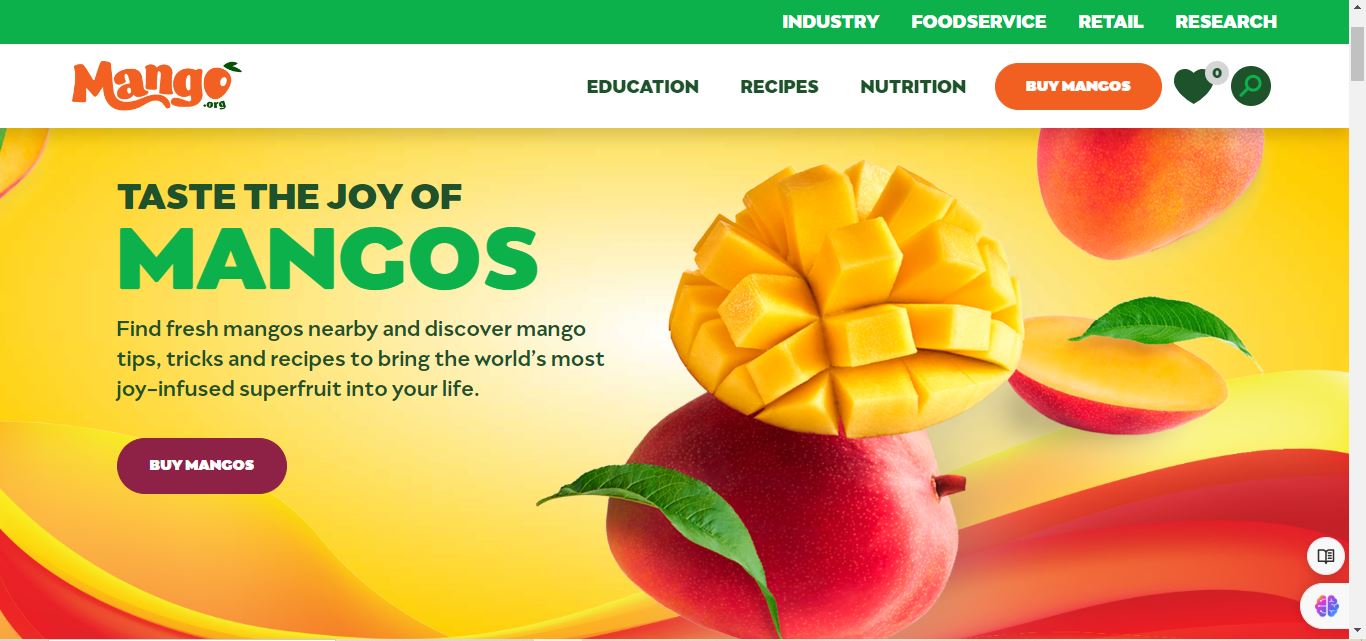 INDUSTRY FOODSERVICE RETAIL RESEARCH
Mango
.org
EDUCATION RECIPES NUTRITION BUY MANGOS 0
TASTE THE JOY OF
MANGOS
Find fresh mangos nearby and discover mango
tips, tricks and recipes to bring the world’s most
joy-infused superfruit into your life.
BUY MANGOS